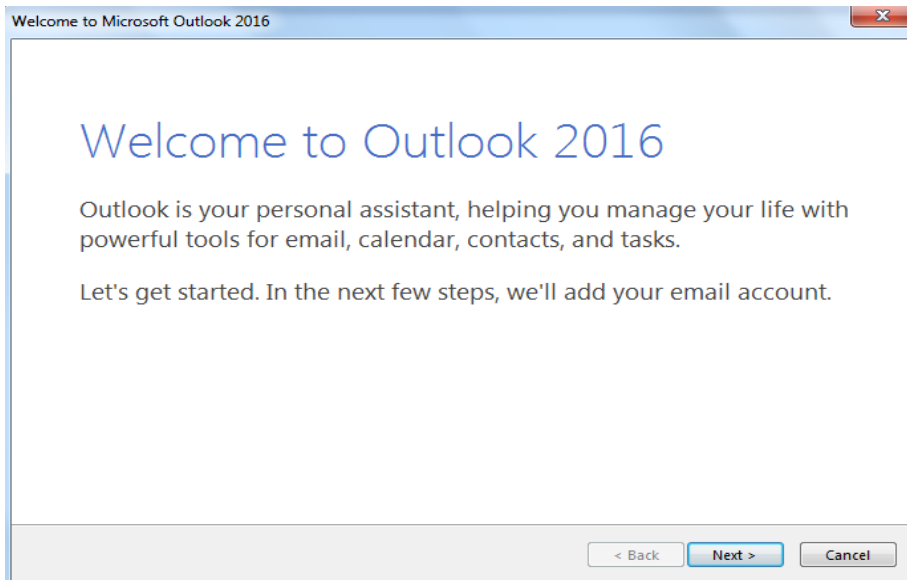 Welcome to Microsoft Outlook 2016
Welcome to Outlook 2016
Outlook is your personal assistant, helping you manage your life with
powerful tools for email, calendar, contacts, and tasks.
Let's get started. In the next few steps, we'll add your email account.
< Back
Next >
Cancel